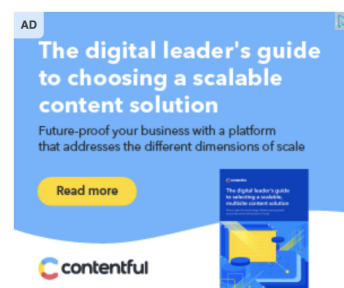 AD
The digital leader's guide
to choosing a scalable
content solution
Future-proof your business with a platform
that addresses the different dimensions of scale
Read more
contentful
The digital leader's guide
to selecting a scalable,
multisite content solution
contentful